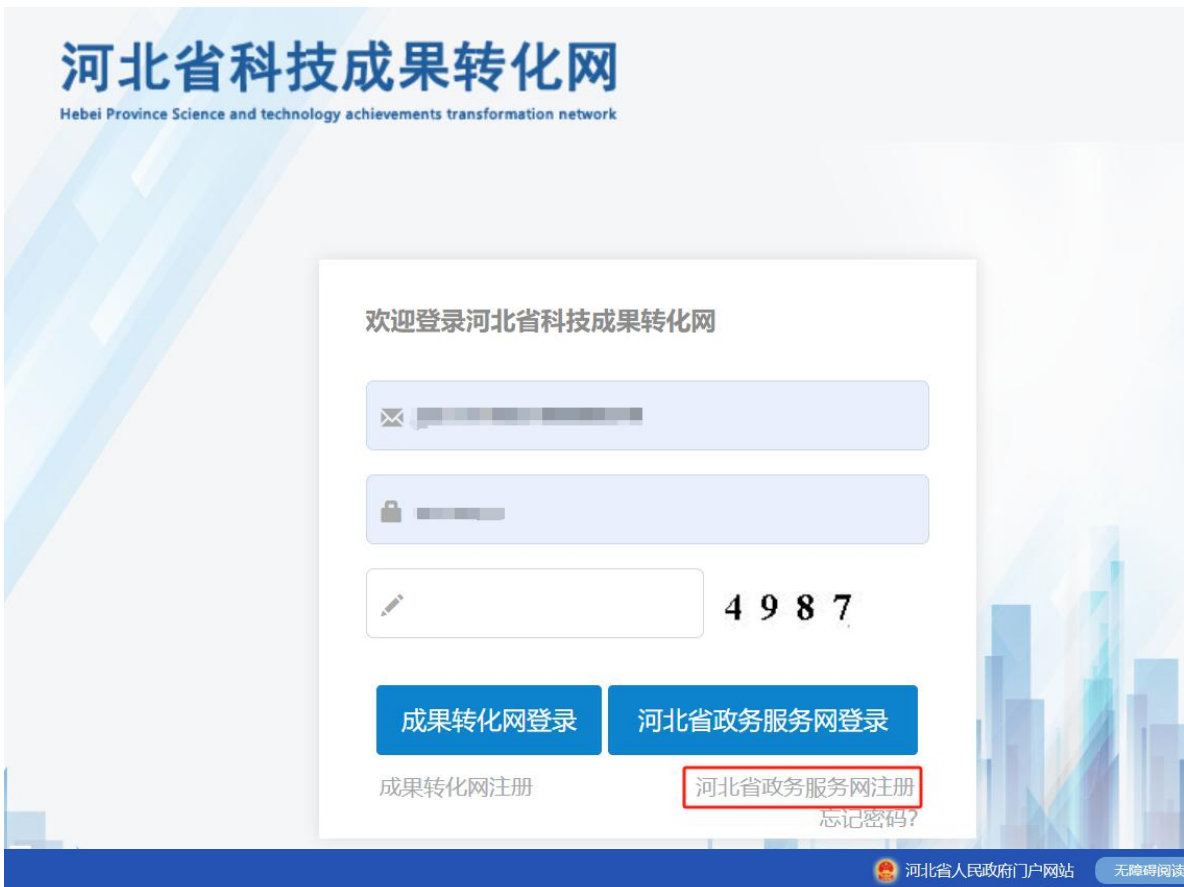 河北省科技成果转化网
Hebei Province Science and technology achievements transformation network
欢迎登录河北省科技成果转化网
4 9 8 7
成果转化网登录 河北省政务服务网登录
成果转化网注册 河北省政务服务网注册
忘记密码?
河北省人民政府门户网站 无障碍阅读